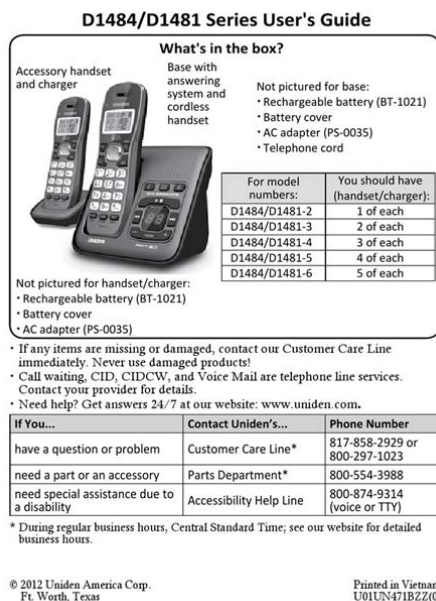 D1484/D1481 Series User's Guide
What's in the box?
Accessory handset
and charger
Base with
answering
system and
cordless
handset
Not pictured for base:
· Rechargeable battery (BT-1021)
· Battery cover
· AC adapter (PS-0035)
· Telephone cord
For model numbers: You should have (handset/charger):
D1484/D1481-2 1 of each
D1484/D1481-3 2 of each
D1484/D1481-4 3 of each
D1484/D1481-5 4 of each
D1484/D1481-6 5 of each
Not pictured for handset/charger:
· Rechargeable battery (BT-1021)
· Battery cover
· AC adapter (PS-0035)
· If any items are missing or damaged, contact our Customer Care Line
immediately. Never use damaged products!
· Call waiting, CID, CIDCW, and Voice Mail are telephone line services.
Contact your provider for details.
· Need help? Get answers 24/7 at our website: www.uniden.com.
If You... Contact Uniden's... Phone Number
have a question or problem Customer Care Line* 817-858-2929 or
800-297-1023
need a part or an accessory Parts Department* 800-554-3988
need special assistance due to
a disability Accessibility Help Line 800-874-9314
(voice or TTY)
* During regular business hours, Central Standard Time; see our website for detailed
business hours.
© 2012 Uniden America Corp.
Ft. Worth, Texas
Printed in Vietnam
U01UN471BZZ(0